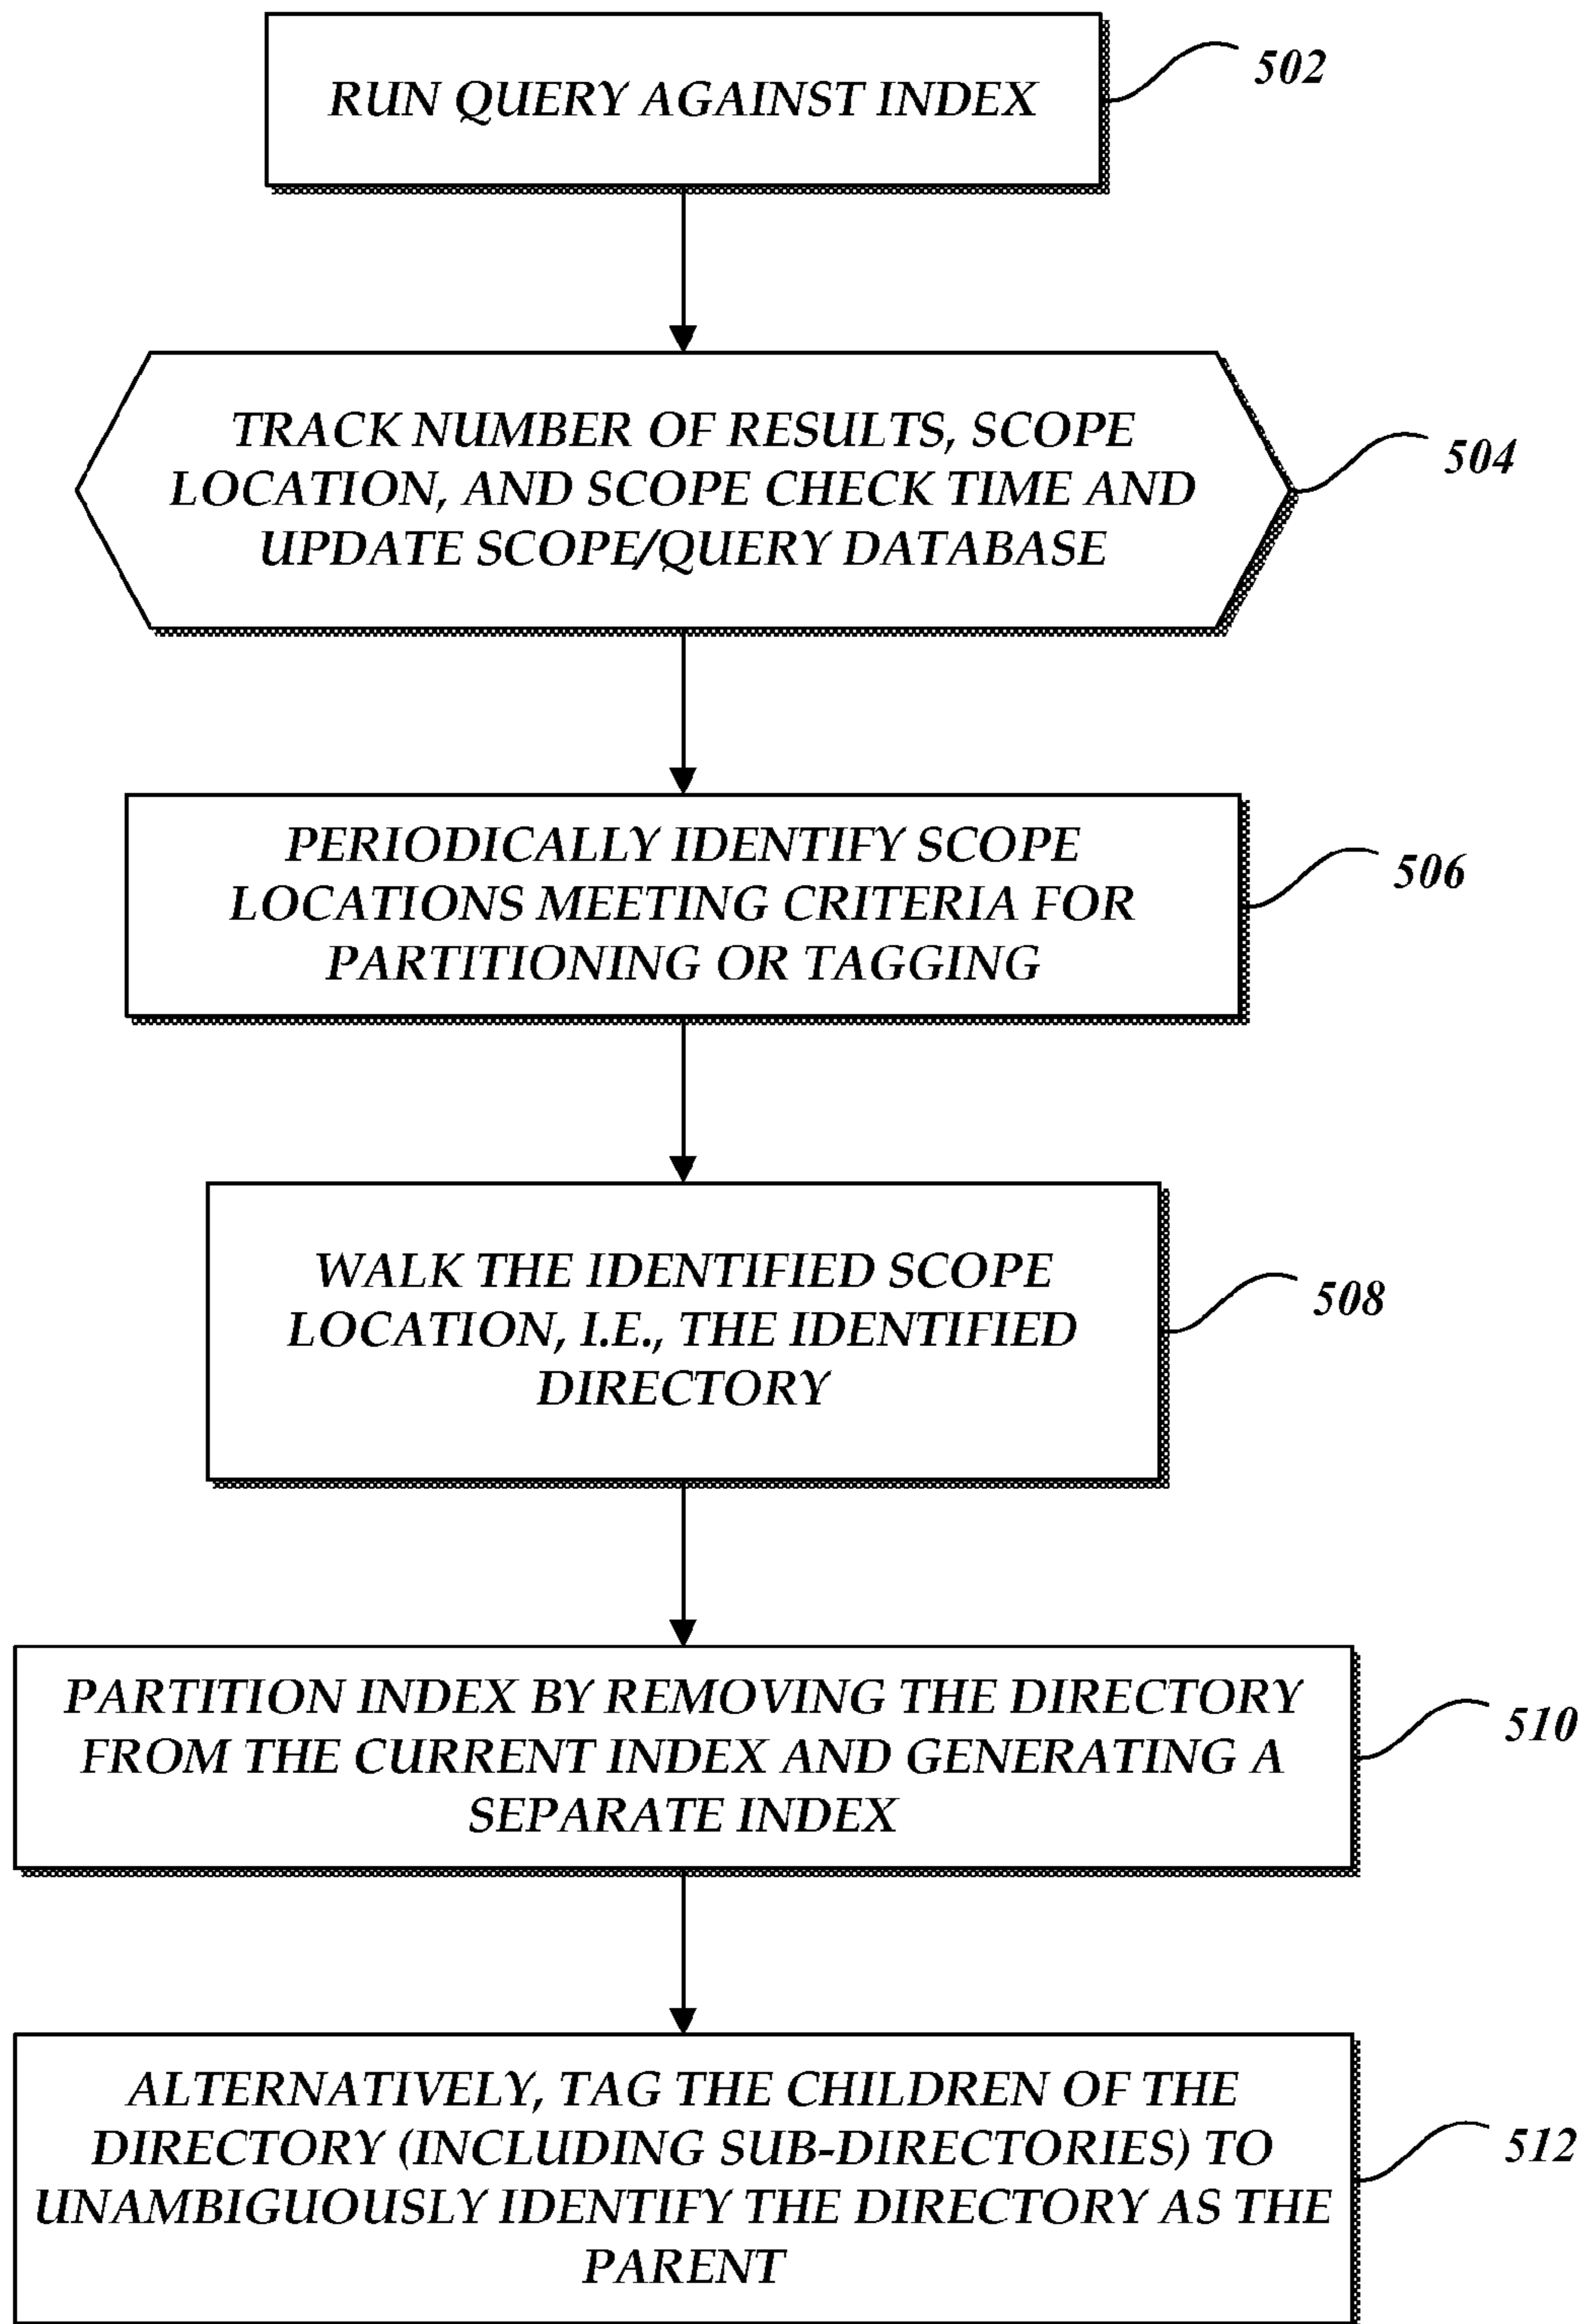 RUN QUERY AGAINST INDEX
502
TRACK NUMBER OF RESULTS, SCOPE
LOCATION, AND SCOPE CHECK TIME AND
UPDATE SCOPE/QUERY DATABASE
504
PERIODICALLY IDENTIFY SCOPE
LOCATIONS MEETING CRITERIA FOR
PARTITIONING OR TAGGING
506
WALK THE IDENTIFIED SCOPE
LOCATION, I.E., THE IDENTIFIED
DIRECTORY
508
PARTITION INDEX BY REMOVING THE DIRECTORY
FROM THE CURRENT INDEX AND GENERATING A
SEPARATE INDEX
510
ALTERNATIVELY, TAG THE CHILDREN OF THE
DIRECTORY (INCLUDING SUB-DIRECTORIES) TO
UNAMBIGUOUSLY IDENTIFY THE DIRECTORY AS THE
PARENT
512